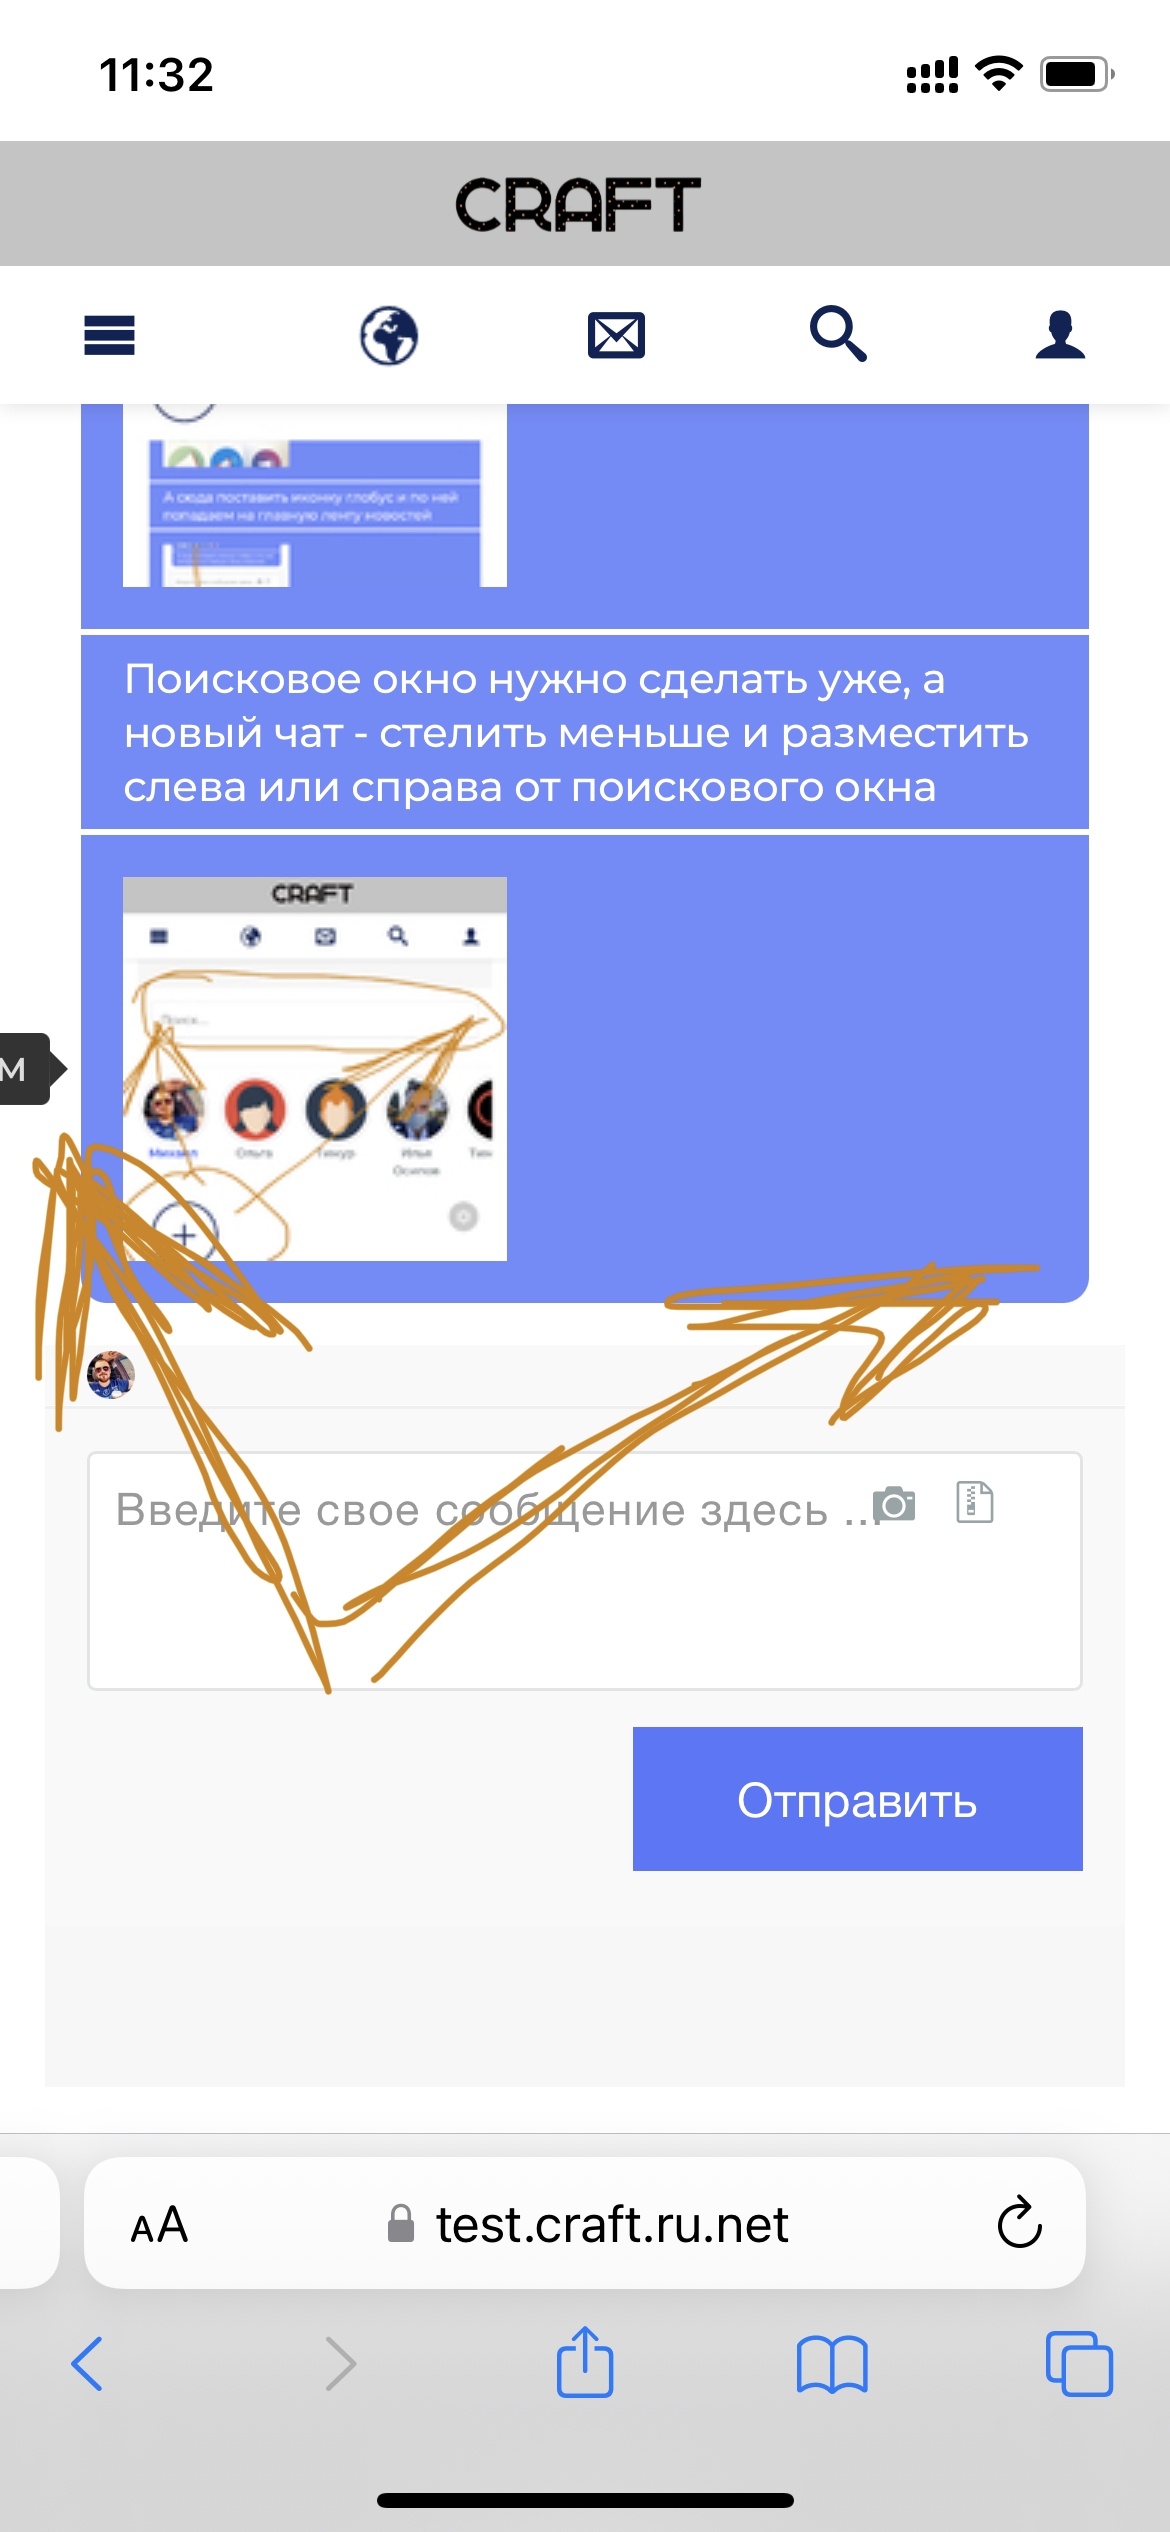 11:32
CRAFT
А сюда поставить иконку глобус и по ней
попадаем на главную ленту новостей
Поисковое окно нужно сделать уже, а
новый чат - стелить меньше и разместить
слева или справа от поискового окна
CRAFT
Поиск...
Михаил Ольга Тимур Илья Тим
Осипов
М
Введите свое сообщение здесь ...
Отправить
AA test.craft.ru.net